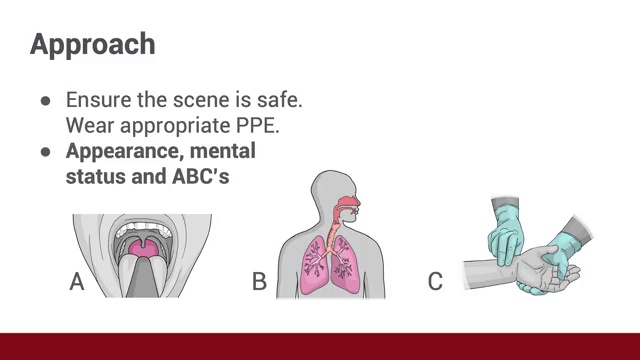 Approach
● Ensure the scene is safe.
Wear appropriate PPE.
● Appearance, mental
status and ABC's
A
B
C